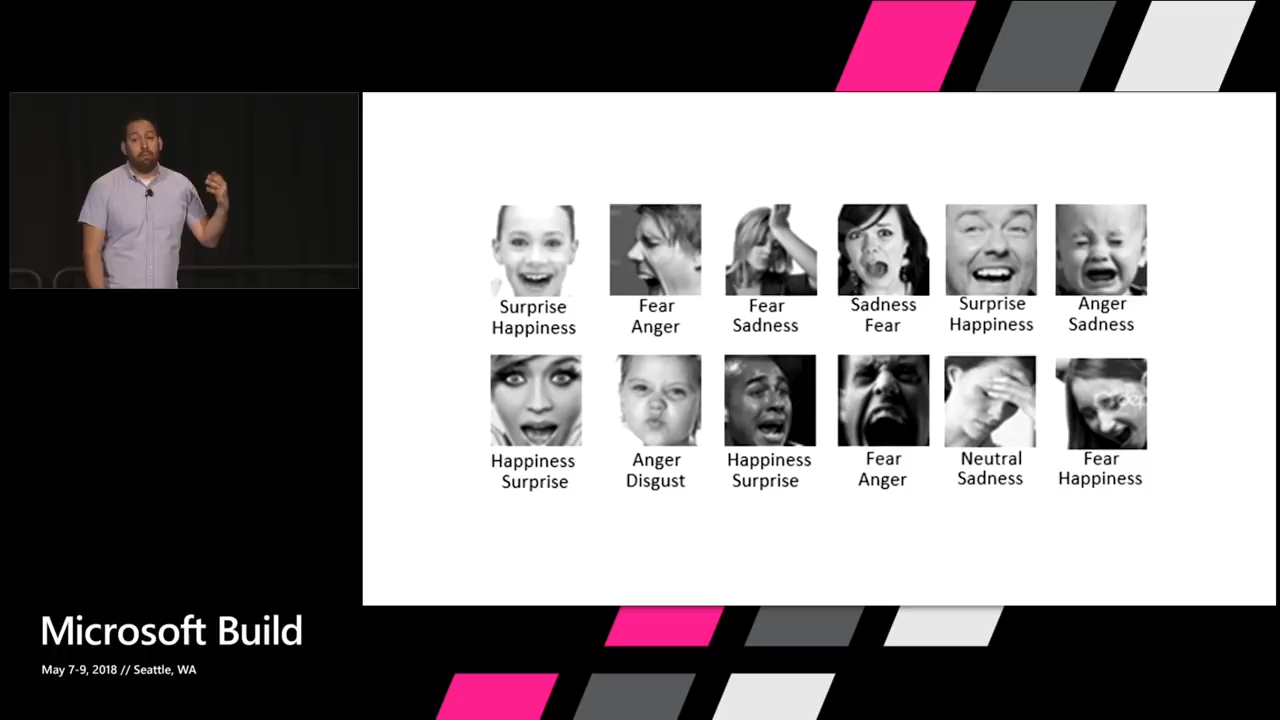 Surprise
Happiness
Fear
Anger
Fear
Sadness
Sadness
Fear
Surprise
Happiness
Anger
Sadness
Happiness
Surprise
Anger
Disgust
Happiness
Surprise
Fear
Anger
Neutral
Sadness
Fear
Happiness
Microsoft Build
May 7-9, 2018 // Seattle, WA